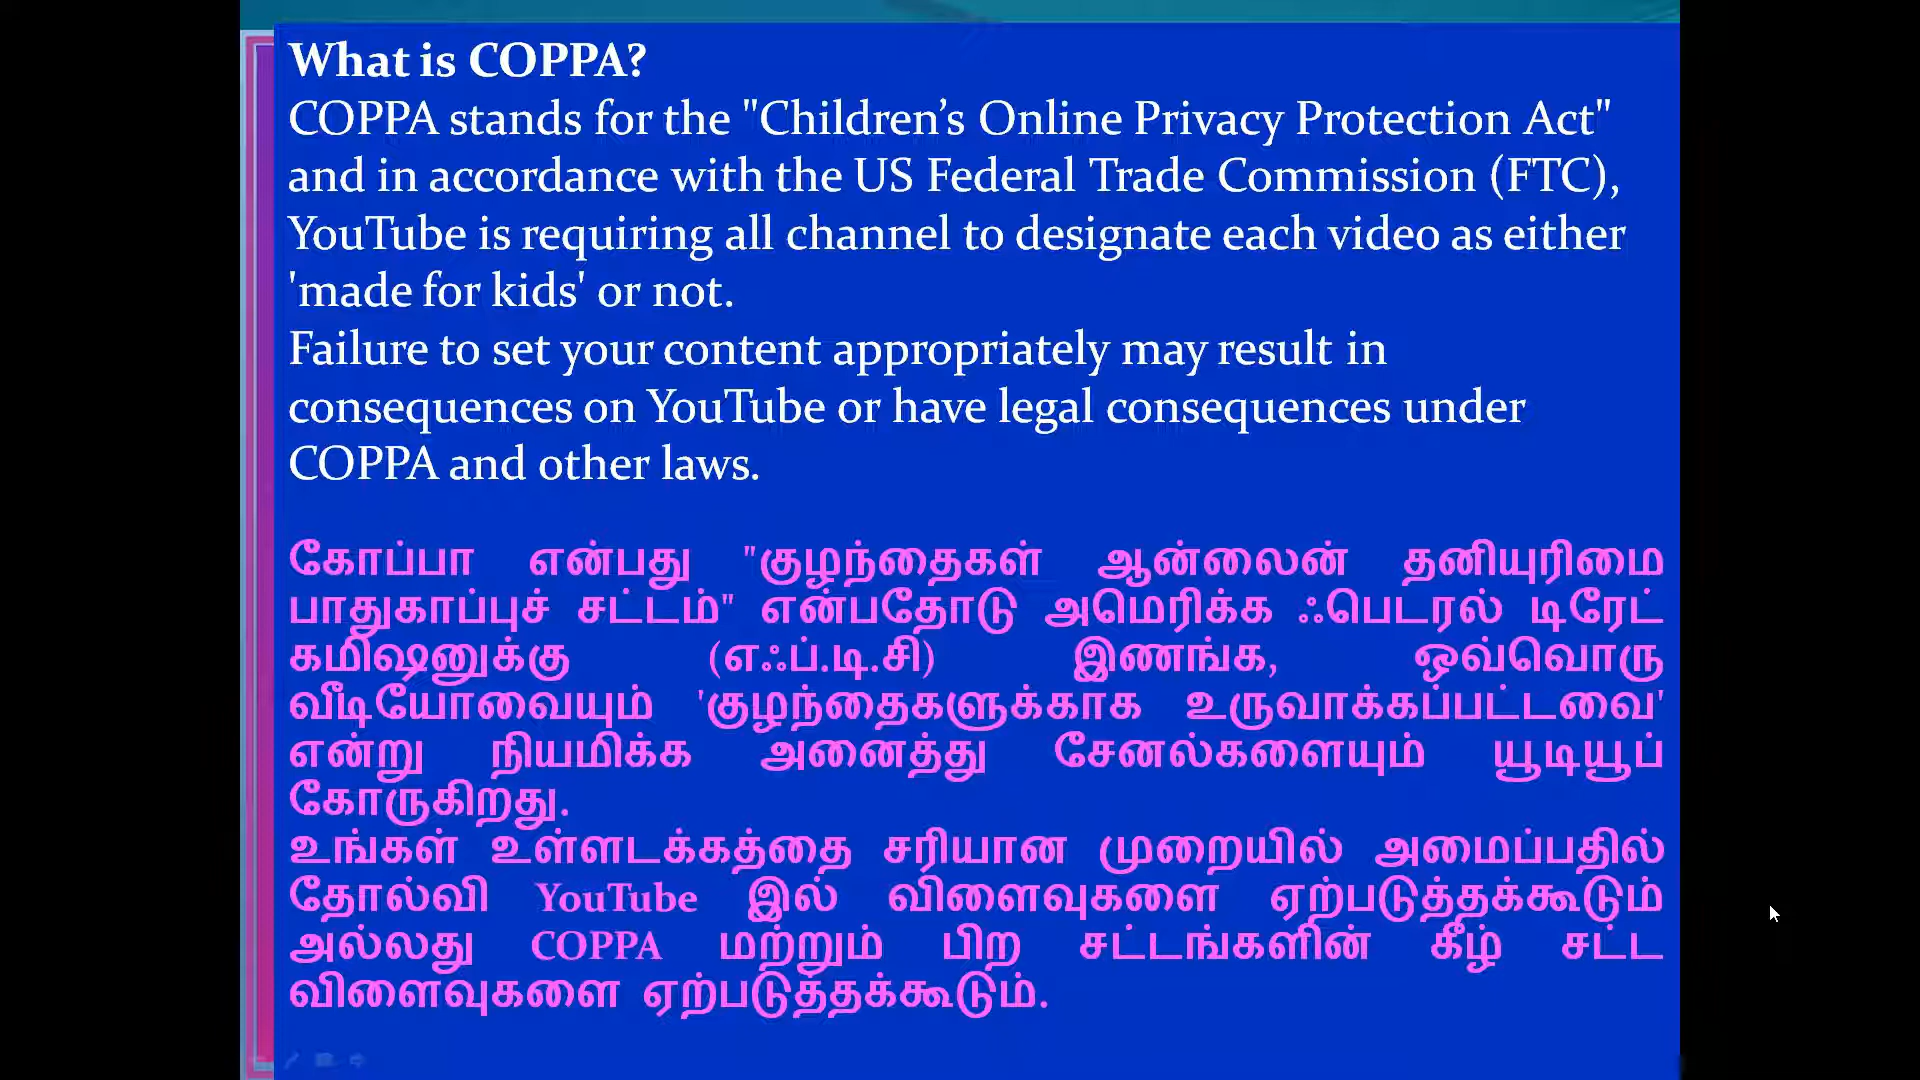 What is COPPA?
COPPA stands for the "Children’s Online Privacy Protection Act"
and in accordance with the US Federal Trade Commission (FTC),
YouTube is requiring all channel to designate each video as either
'made for kids' or not.
Failure to set your content appropriately may result in
consequences on YouTube or have legal consequences under
COPPA and other laws.
கோப்பா என்பது "குழந்தைகள் ஆன்லைன் தனியுரிமை
பாதுகாப்புச் சட்டம்" என்பதோடு அமெரிக்க ஃபெடரல் டிரேட்
கமிஷனுக்கு (எஃப்.டி.சி) இணங்க, ஒவ்வொரு
வீடியோவையும் 'குழந்தைகளுக்காக உருவாக்கப்பட்டவை'
என்று நியமிக்க அனைத்து சேனல்களையும் யூடியூப்
கோருகிறது.
உங்கள் உள்ளடக்கத்தை சரியான முறையில் அமைப்பதில்
தோல்வி YouTube இல் விளைவுகளை ஏற்படுத்தக்கூடும்
அல்லது COPPA மற்றும் பிற சட்டங்களின் கீழ் சட்ட
விளைவுகளை ஏற்படுத்தக்கூடும்.